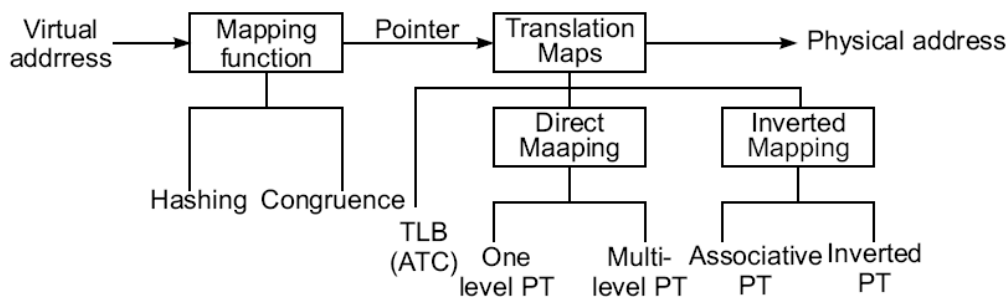 Virtual
addrress
Mapping
function
Pointer
Translation
Maps
Physical address
Direct
Maaping
Inverted
Mapping
Hashing
Congruence
TLB
(ATC)
One
level PT
Multi-
level PT
Associative
PT
Inverted
PT